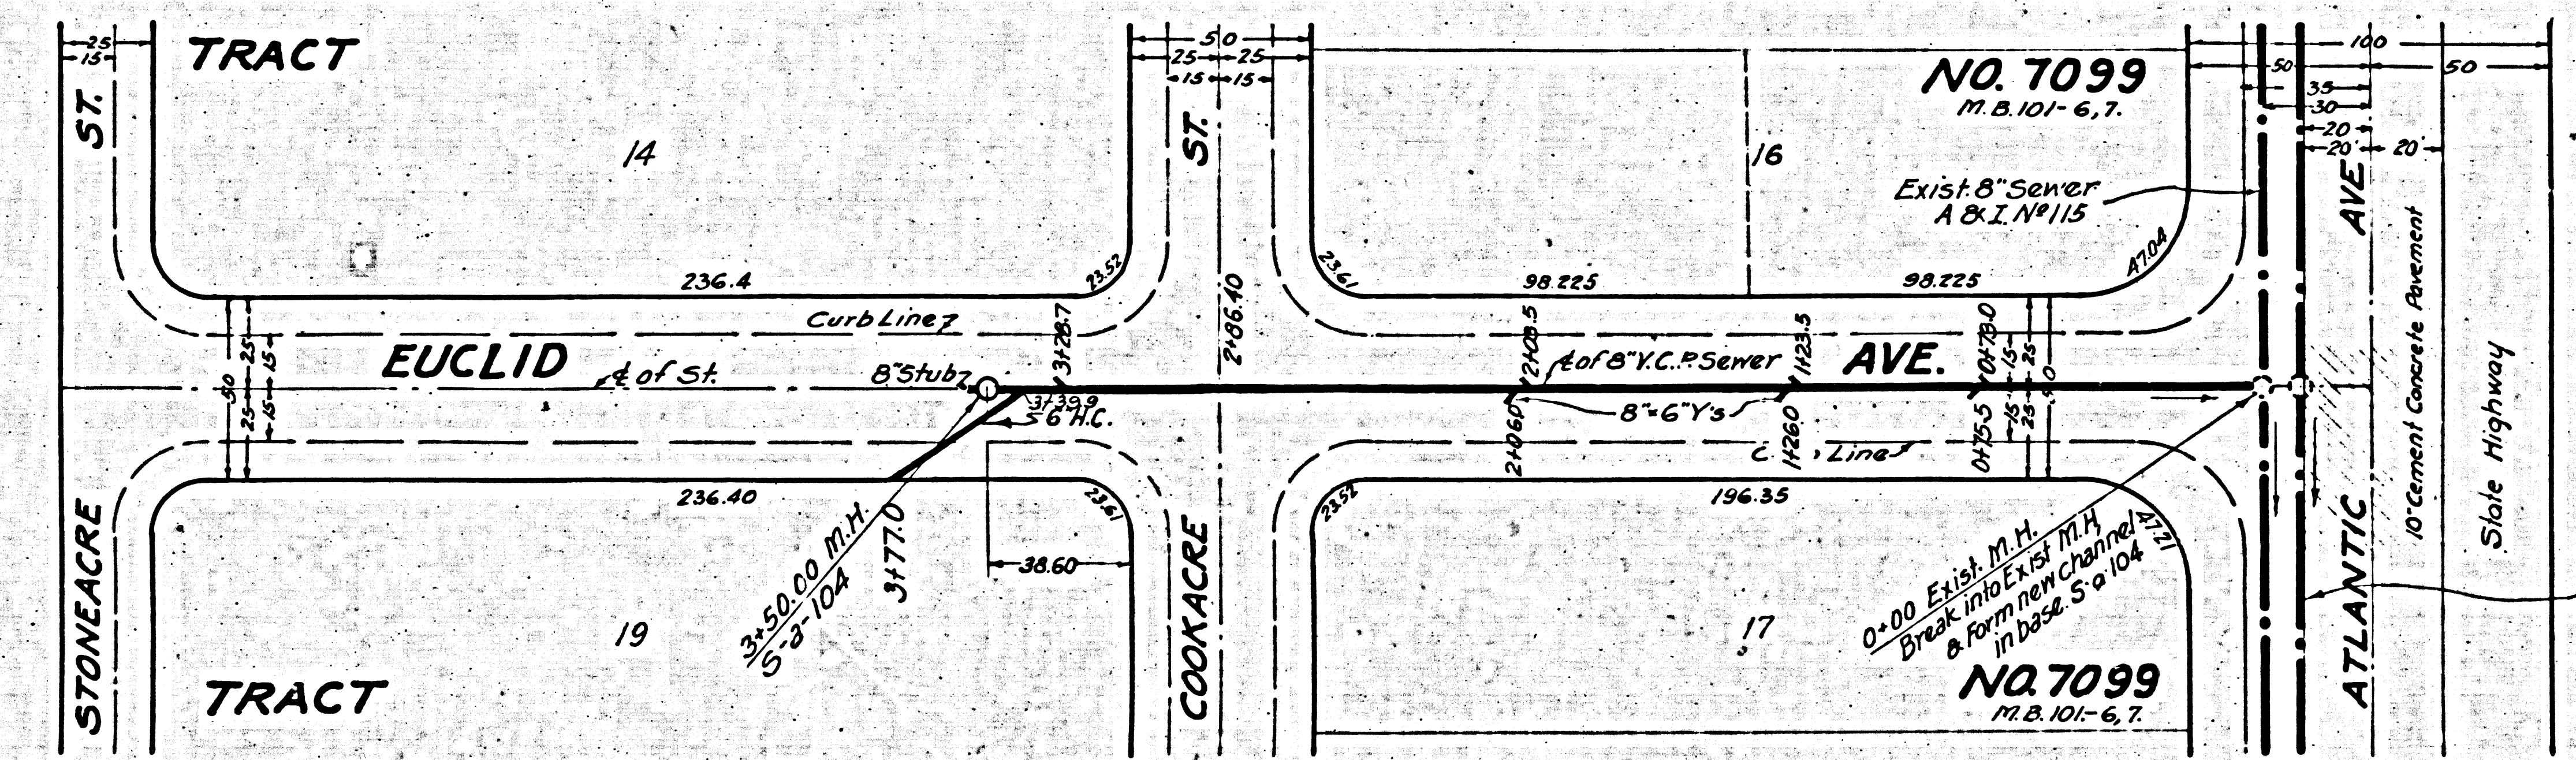 25
15
TRACT
ST.
14
50
25 25
15 15
ST.
16
NO. 7099
M.B. 101-6,7.
Exist. 8" Sewer
A & I. Nº 115
100
50 50
35
30
20
20 20
AVE
236.4
23.52
23.61
98.225
98.225
47.04
Curb Line
3+28.7
2+86.40
2+08.5
1+23.5
0+78.0
EUCLID
AVE.
¢ of St.
8" Stub
¢ of 8" V.C.P. Sewer
50
25 25
15 15
3+39.9
6" H.C.
8"x6" Y's
2+06.0
1+26.0
0+75.5
15 15
25 25
50
Line
10" Cement Concrete Pavement
State Highway
236.40
23.61
23.52
196.35
47.21
3+50.00 M.H.
S-a-104
3+77.0
38.60
0+00 Exist. M.H.
Break into Exist M.H.
& Form new channel
in base. S-a 104
STONEACRE
COOKACRE
ATLANTIC
19
17
TRACT
NO. 7099
M.B. 101-6,7.